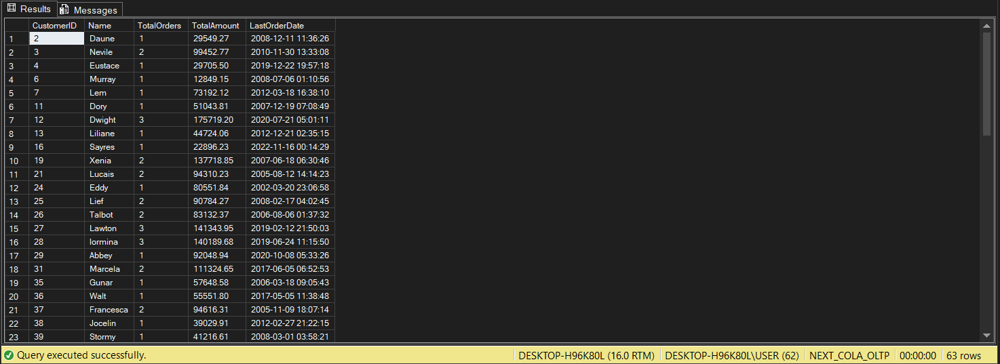 Results Messages
CustomerID Name TotalOrders TotalAmount LastOrderDate
1 2 Daune 1 29549.27 2008-12-11 11:36:26
2 3 Nevile 2 99452.77 2010-11-30 13:33:08
3 4 Eustace 1 29705.50 2019-12-22 19:57:18
4 6 Murray 1 12849.15 2008-07-06 01:10:56
5 7 Lem 1 73192.12 2012-03-18 16:38:10
6 11 Dory 1 51043.81 2007-12-19 07:08:49
7 12 Dwight 3 175719.20 2020-07-21 05:01:11
8 13 Liliane 1 44724.06 2012-12-21 02:35:15
9 16 Sayres 1 22896.23 2022-11-16 00:14:29
10 19 Xenia 2 137718.85 2007-06-18 06:30:46
11 21 Lucais 2 94310.23 2005-08-12 14:14:23
12 24 Eddy 1 80551.84 2002-03-20 23:06:58
13 25 Lief 2 90784.27 2008-02-17 04:02:45
14 26 Talbot 2 83132.37 2006-08-06 01:37:32
15 27 Lawton 3 141343.95 2019-02-12 21:50:03
16 28 Iormina 3 140189.68 2019-06-24 11:15:50
17 29 Abbey 1 92048.94 2020-10-08 05:33:26
18 31 Marcela 2 111324.65 2017-06-05 06:52:53
19 35 Gunar 1 57648.58 2006-03-18 09:05:43
20 36 Walt 1 55551.80 2017-05-05 11:38:48
21 37 Francesca 2 94616.31 2005-11-09 18:07:14
22 38 Jocelin 1 39029.91 2012-02-27 21:22:15
23 39 Stormy 1 41216.61 2008-03-01 03:58:21
Query executed successfully. DESKTOP-H96K80L (16.0 RTM) DESKTOP-H96K80L\USER (62) NEXT_COLA_OLTP 00:00:00 63 rows